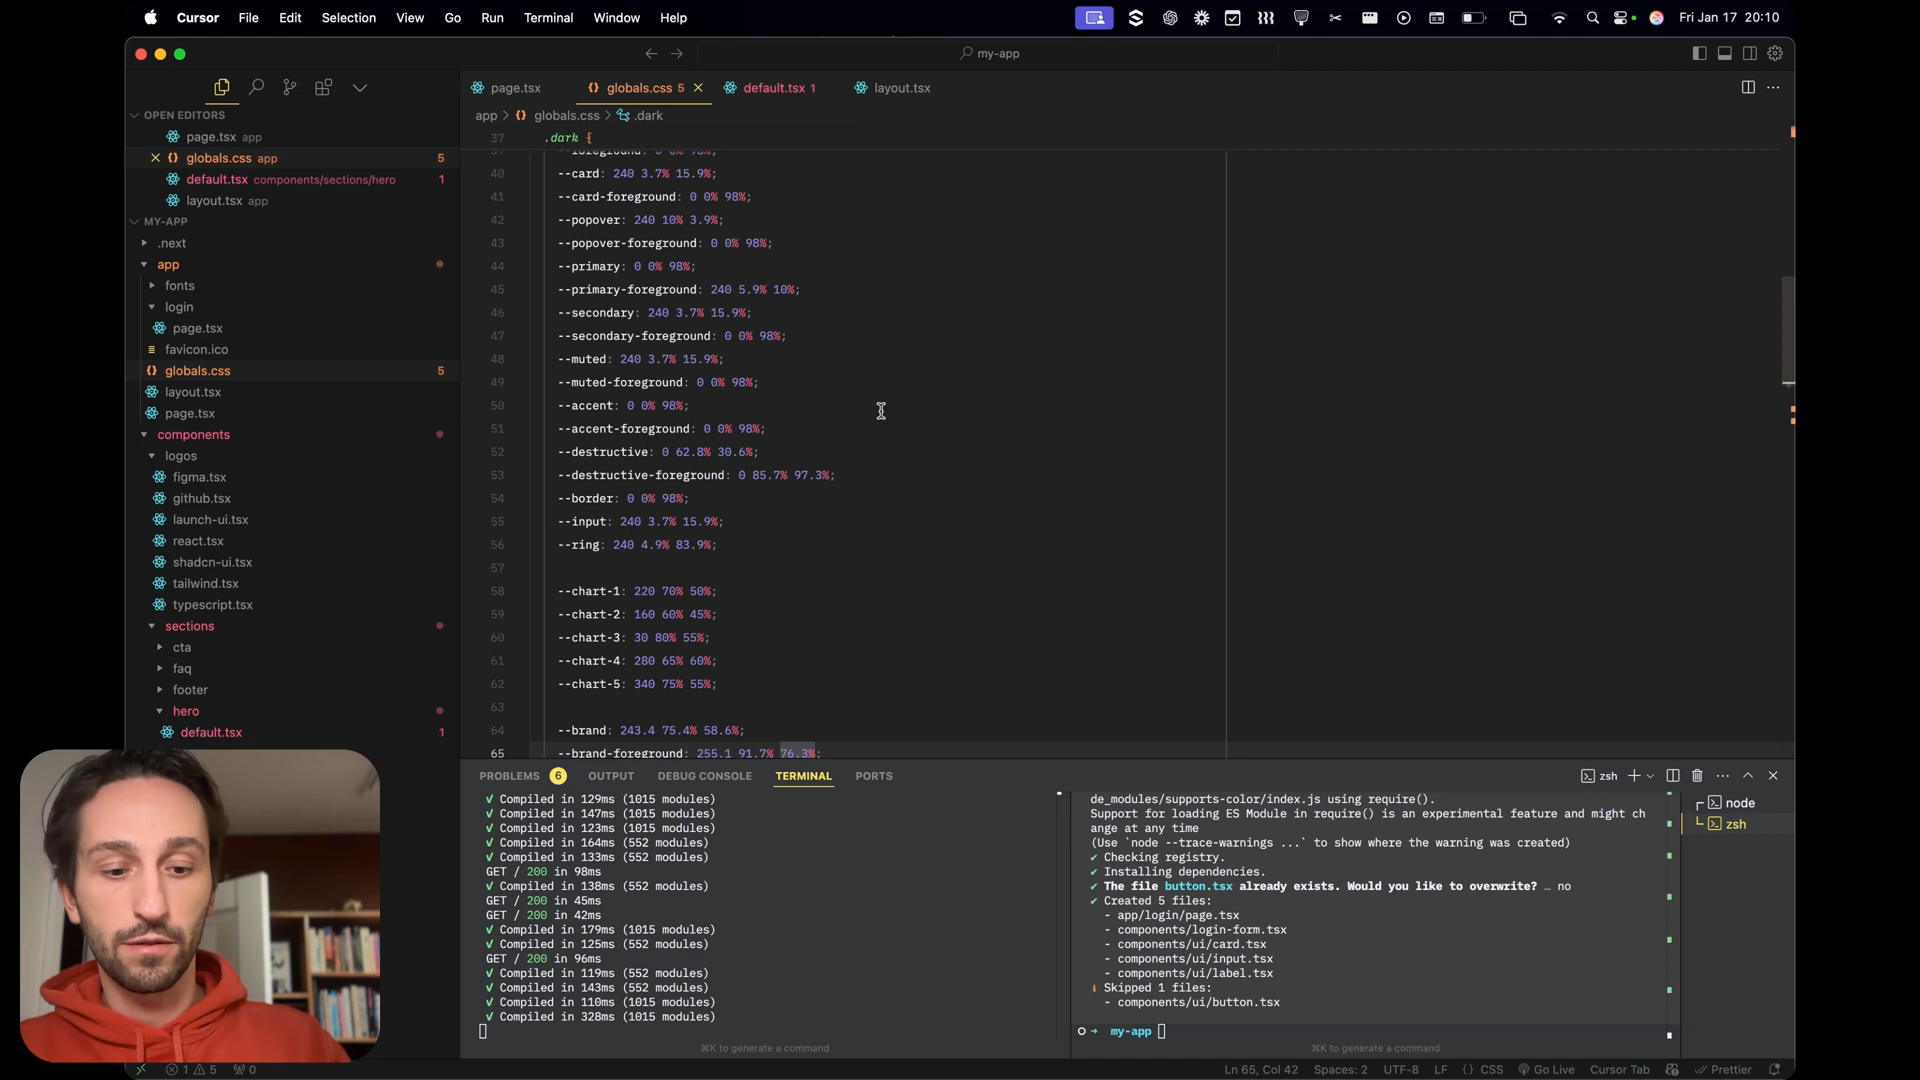 Cursor File Edit Selection View Go Run Terminal Window Help
Fri Jan 17 20:10
my-app
page.tsx
globals.css 5
default.tsx 1
layout.tsx
OPEN EDITORS
page.tsx app
globals.css app 5
default.tsx components/sections/hero 1
layout.tsx app
MY-APP
.next
app
fonts
login
page.tsx
favicon.ico
globals.css 5
layout.tsx
page.tsx
components
logos
figma.tsx
github.tsx
launch-ui.tsx
react.tsx
shadcn-ui.tsx
tailwind.tsx
typescript.tsx
sections
cta
faq
footer
hero
default.tsx 1
app > {} globals.css > .dark
37 .dark {
39 --foreground: 0 0% 98%;
40 --card: 240 3.7% 15.9%;
41 --card-foreground: 0 0% 98%;
42 --popover: 240 10% 3.9%;
43 --popover-foreground: 0 0% 98%;
44 --primary: 0 0% 98%;
45 --primary-foreground: 240 5.9% 10%;
46 --secondary: 240 3.7% 15.9%;
47 --secondary-foreground: 0 0% 98%;
48 --muted: 240 3.7% 15.9%;
49 --muted-foreground: 0 0% 98%;
50 --accent: 0 0% 98%;
51 --accent-foreground: 0 0% 98%;
52 --destructive: 0 62.8% 30.6%;
53 --destructive-foreground: 0 85.7% 97.3%;
54 --border: 0 0% 98%;
55 --input: 240 3.7% 15.9%;
56 --ring: 240 4.9% 83.9%;
57
58 --chart-1: 220 70% 50%;
59 --chart-2: 160 60% 45%;
60 --chart-3: 30 80% 55%;
61 --chart-4: 280 65% 60%;
62 --chart-5: 340 75% 55%;
63
64 --brand: 243.4 75.4% 58.6%;
65 --brand-foreground: 255.1 91.7% 76.3%;
PROBLEMS 6 OUTPUT DEBUG CONSOLE TERMINAL PORTS
zsh
✓ Compiled in 129ms (1015 modules)
✓ Compiled in 147ms (1015 modules)
✓ Compiled in 123ms (1015 modules)
✓ Compiled in 164ms (552 modules)
✓ Compiled in 133ms (552 modules)
GET / 200 in 98ms
✓ Compiled in 138ms (552 modules)
GET / 200 in 45ms
GET / 200 in 42ms
✓ Compiled in 179ms (1015 modules)
✓ Compiled in 125ms (552 modules)
GET / 200 in 96ms
✓ Compiled in 119ms (552 modules)
✓ Compiled in 143ms (552 modules)
✓ Compiled in 110ms (1015 modules)
✓ Compiled in 328ms (1015 modules)
⌘K to generate a command
de_modules/supports-color/index.js using require().
Support for loading ES Module in require() is an experimental feature and might ch
ange at any time
(Use `node --trace-warnings ...` to show where the warning was created)
✔ Checking registry.
✔ Installing dependencies.
✔ The file button.tsx already exists. Would you like to overwrite? … no
✔ Created 5 files:
- app/login/page.tsx
- components/login-form.tsx
- components/ui/card.tsx
- components/ui/input.tsx
- components/ui/label.tsx
ℹ Skipped 1 files:
- components/ui/button.tsx
➜ my-app
⌘K to generate a command
node
zsh
1 5 0
Ln 65, Col 42 Spaces: 2 UTF-8 LF {} CSS Go Live Cursor Tab Prettier